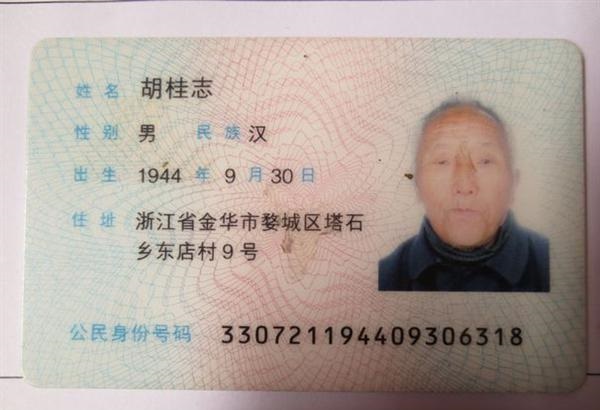 姓名 胡桂志
性别 男 民族 汉
出生 1944 年 9 月 30 日
住址 浙江省金华市婺城区塔石
乡东店村9号
公民身份号码 330721194409306318